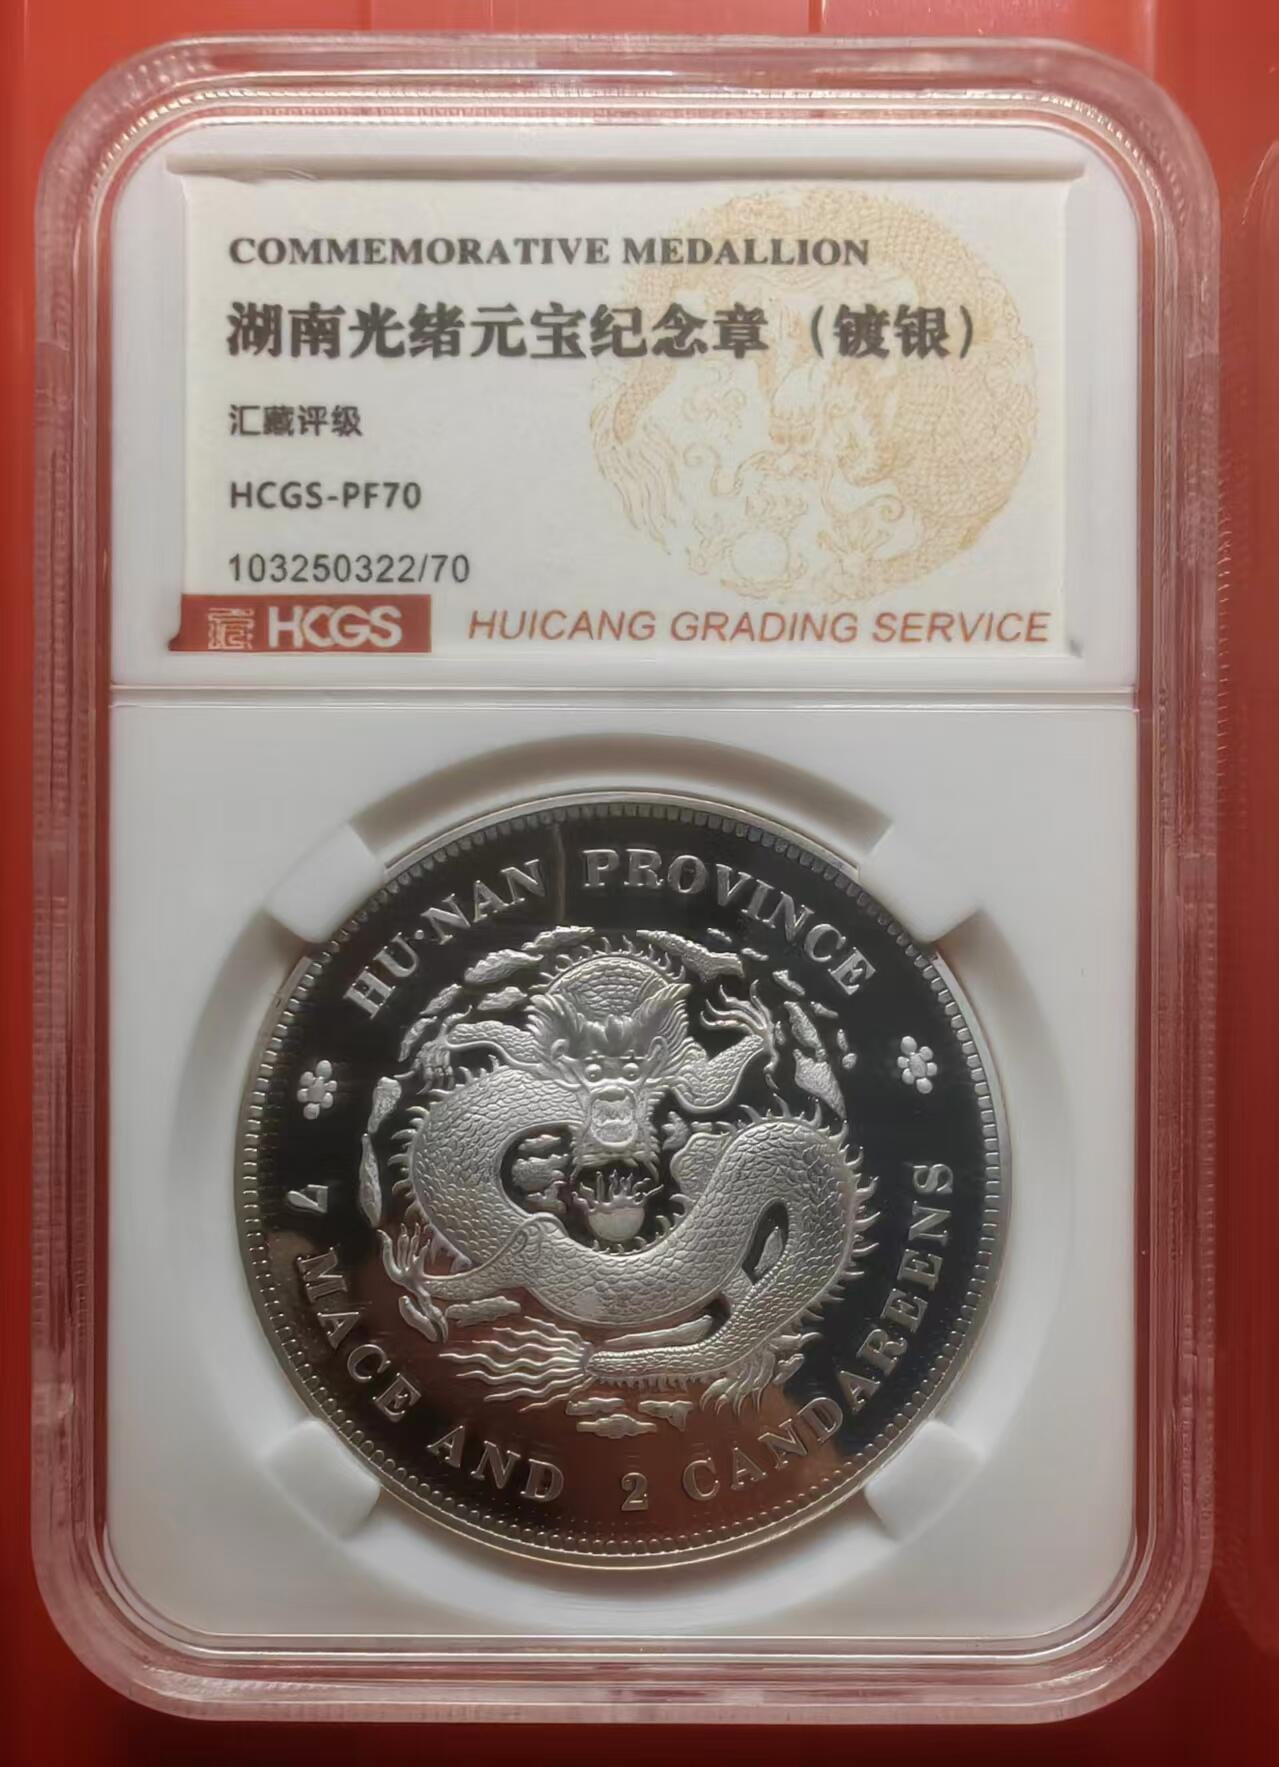 COMMEMORATIVE MEDALLION
湖南光绪元宝纪念章（镀银）
汇藏评级
HCGS-PF70
103250322/70
HCGS
HUICANG GRADING SERVICE
HU·NAN PROVINCE
7 MACE AND 2 CANDAREENS